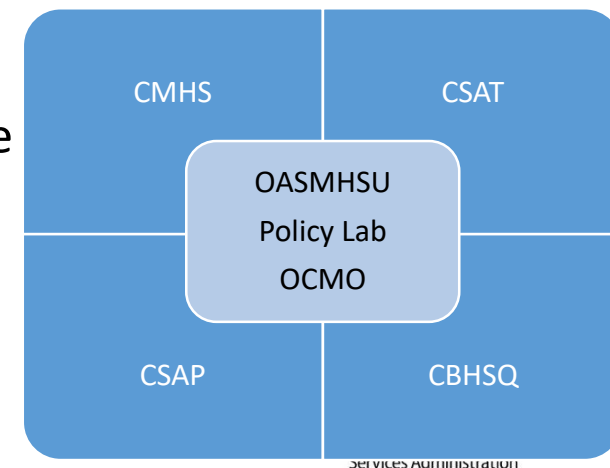 CMHS
CSAT
e
OASMHSU
Policy Lab
OCMO
CSAP
CBHSQ
Services Administration